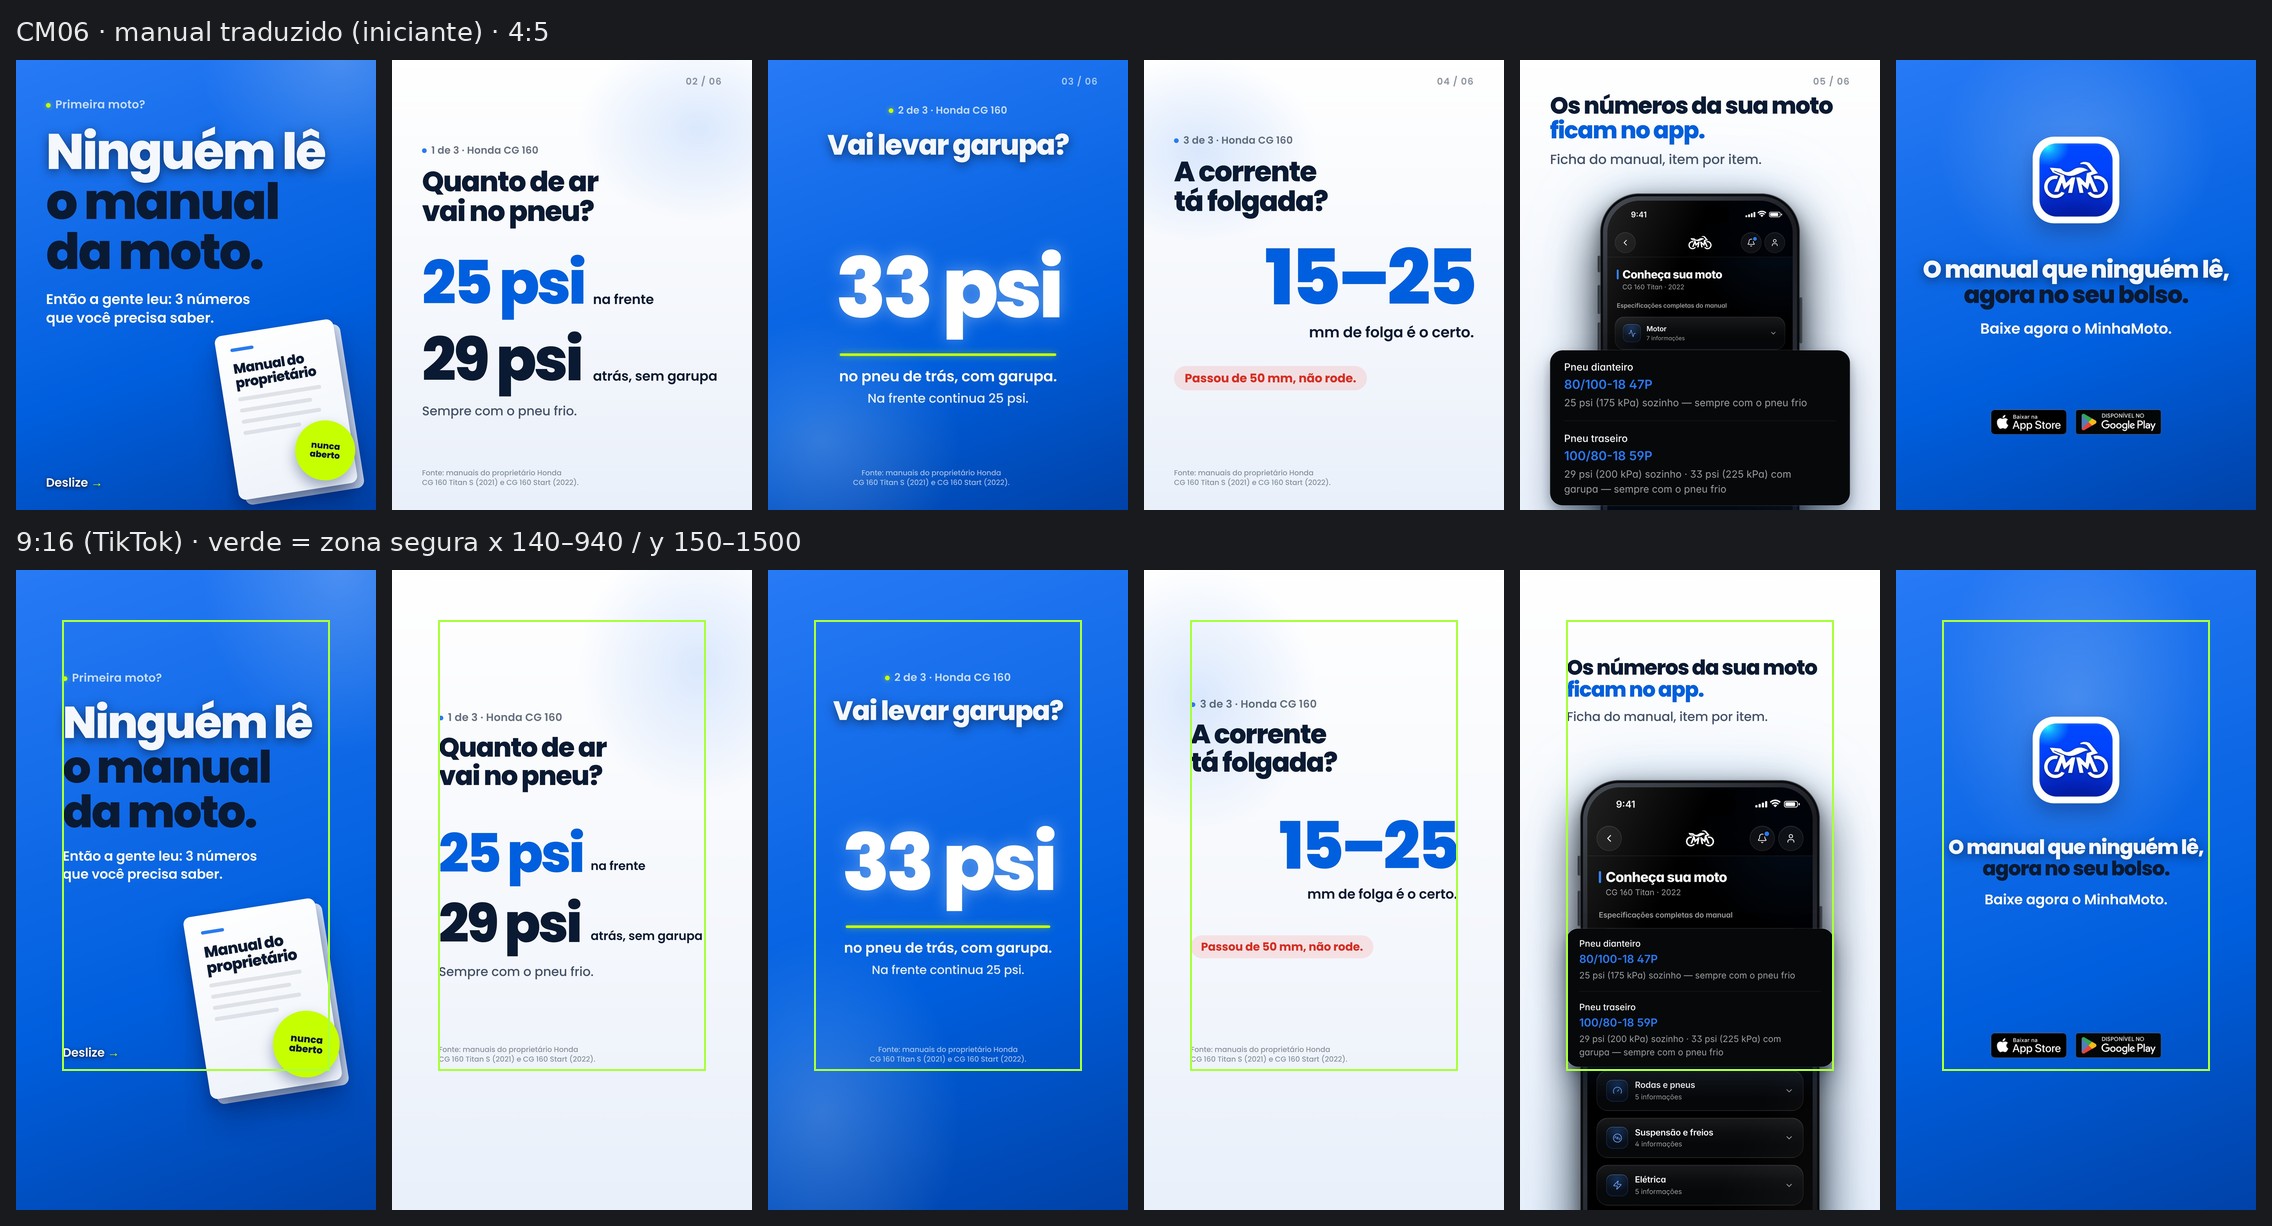 CM06 · manual traduzido (iniciante) · 4:5
Primeira moto?
Ninguém lê
o manual
da moto.
Então a gente leu: 3 números
que você precisa saber.
Manual do
proprietário
nunca
aberto
Deslize →
02 / 06
1 de 3 · Honda CG 160
Quanto de ar
vai no pneu?
25 psi na frente
29 psi atrás, sem garupa
Sempre com o pneu frio.
Fonte: manuais do proprietário Honda
CG 160 Titan S (2021) e CG 160 Start (2022).
03 / 06
2 de 3 · Honda CG 160
Vai levar garupa?
33 psi
no pneu de trás, com garupa.
Na frente continua 25 psi.
Fonte: manuais do proprietário Honda
CG 160 Titan S (2021) e CG 160 Start (2022).
04 / 06
3 de 3 · Honda CG 160
A corrente
tá folgada?
15–25
mm de folga é o certo.
Passou de 50 mm, não rode.
Fonte: manuais do proprietário Honda
CG 160 Titan S (2021) e CG 160 Start (2022).
05 / 06
Os números da sua moto
ficam no app.
Ficha do manual, item por item.
9:41
Conheça sua moto
CG 160 Titan · 2022
Especificações completas do manual
Motor
7 informações
Pneu dianteiro
80/100-18 47P
25 psi (175 kPa) sozinho — sempre com o pneu frio
Pneu traseiro
100/80-18 59P
29 psi (200 kPa) sozinho · 33 psi (225 kPa) com
garupa — sempre com o pneu frio
MM
O manual que ninguém lê,
agora no seu bolso.
Baixe agora o MinhaMoto.
Baixar na
App Store
DISPONÍVEL NO
Google Play
9:16 (TikTok) · verde = zona segura x 140–940 / y 150–1500
Primeira moto?
Ninguém lê
o manual
da moto.
Então a gente leu: 3 números
que você precisa saber.
Manual do
proprietário
nunca
aberto
Deslize →
1 de 3 · Honda CG 160
Quanto de ar
vai no pneu?
25 psi na frente
29 psi atrás, sem garupa
Sempre com o pneu frio.
Fonte: manuais do proprietário Honda
CG 160 Titan S (2021) e CG 160 Start (2022).
2 de 3 · Honda CG 160
Vai levar garupa?
33 psi
no pneu de trás, com garupa.
Na frente continua 25 psi.
Fonte: manuais do proprietário Honda
CG 160 Titan S (2021) e CG 160 Start (2022).
3 de 3 · Honda CG 160
A corrente
tá folgada?
15–25
mm de folga é o certo.
Passou de 50 mm, não rode.
Fonte: manuais do proprietário Honda
CG 160 Titan S (2021) e CG 160 Start (2022).
Os números da sua moto
ficam no app.
Ficha do manual, item por item.
9:41
Conheça sua moto
CG 160 Titan · 2022
Especificações completas do manual
Pneu dianteiro
80/100-18 47P
25 psi (175 kPa) sozinho — sempre com o pneu frio
Pneu traseiro
100/80-18 59P
29 psi (200 kPa) sozinho · 33 psi (225 kPa) com
garupa — sempre com o pneu frio
Rodas e pneus
5 informações
Suspensão e freios
4 informações
Elétrica
5 informações
MM
O manual que ninguém lê,
agora no seu bolso.
Baixe agora o MinhaMoto.
Baixar na
App Store
DISPONÍVEL NO
Google Play